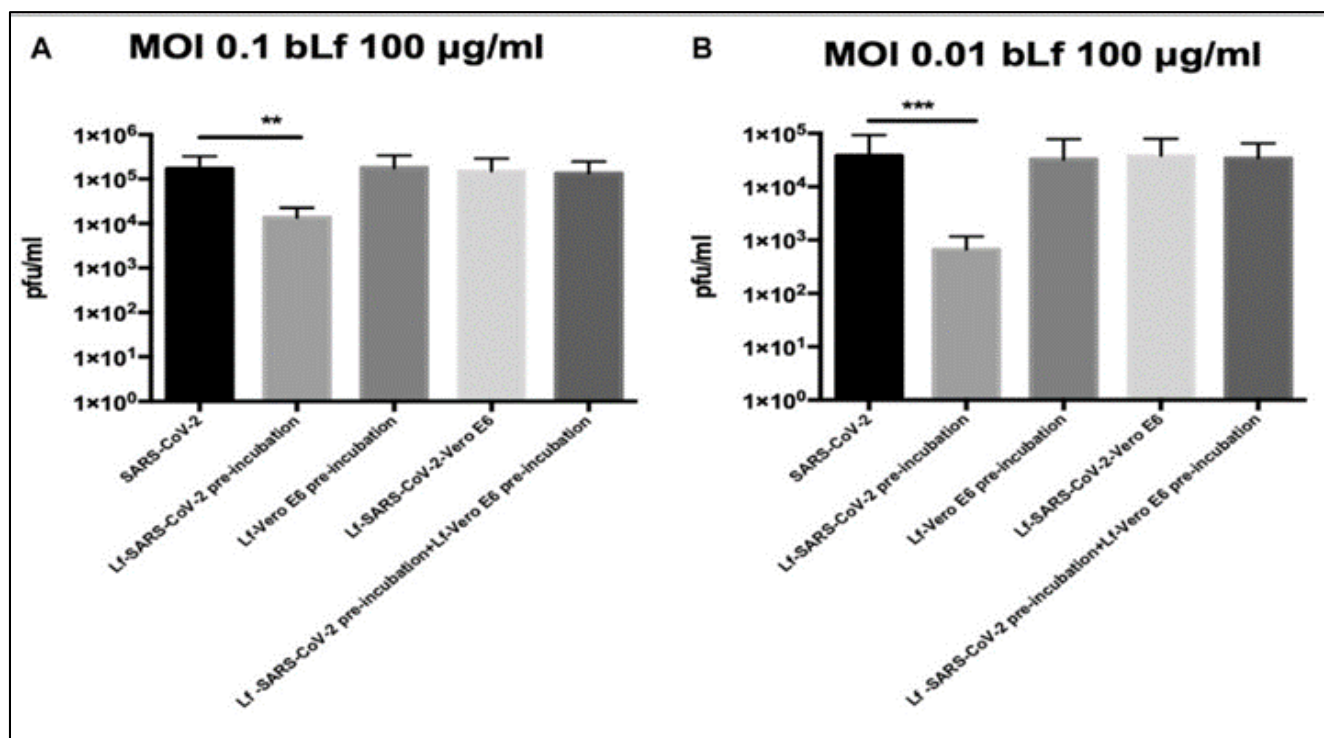 A
MOI 0.1 bLf 100 µg/ml
**
1×10⁶
1×10⁵
1×10⁴
1×10³
1×10²
1×10¹
1×10⁰
pfu/ml
SARS-CoV-2
Lf-SARS-CoV-2 pre-incubation
Lf-Vero E6 pre-incubation
Lf-SARS-CoV-2-Vero E6
Lf -SARS-CoV-2 pre-incubation+Lf-Vero E6 pre-incubation
B
MOI 0.01 bLf 100 µg/ml
***
1×10⁵
1×10⁴
1×10³
1×10²
1×10¹
1×10⁰
pfu/ml
SARS-CoV-2
Lf-SARS-CoV-2 pre-incubation
Lf-Vero E6 pre-incubation
Lf-SARS-CoV-2-Vero E6
Lf -SARS-CoV-2 pre-incubation+Lf-Vero E6 pre-incubation